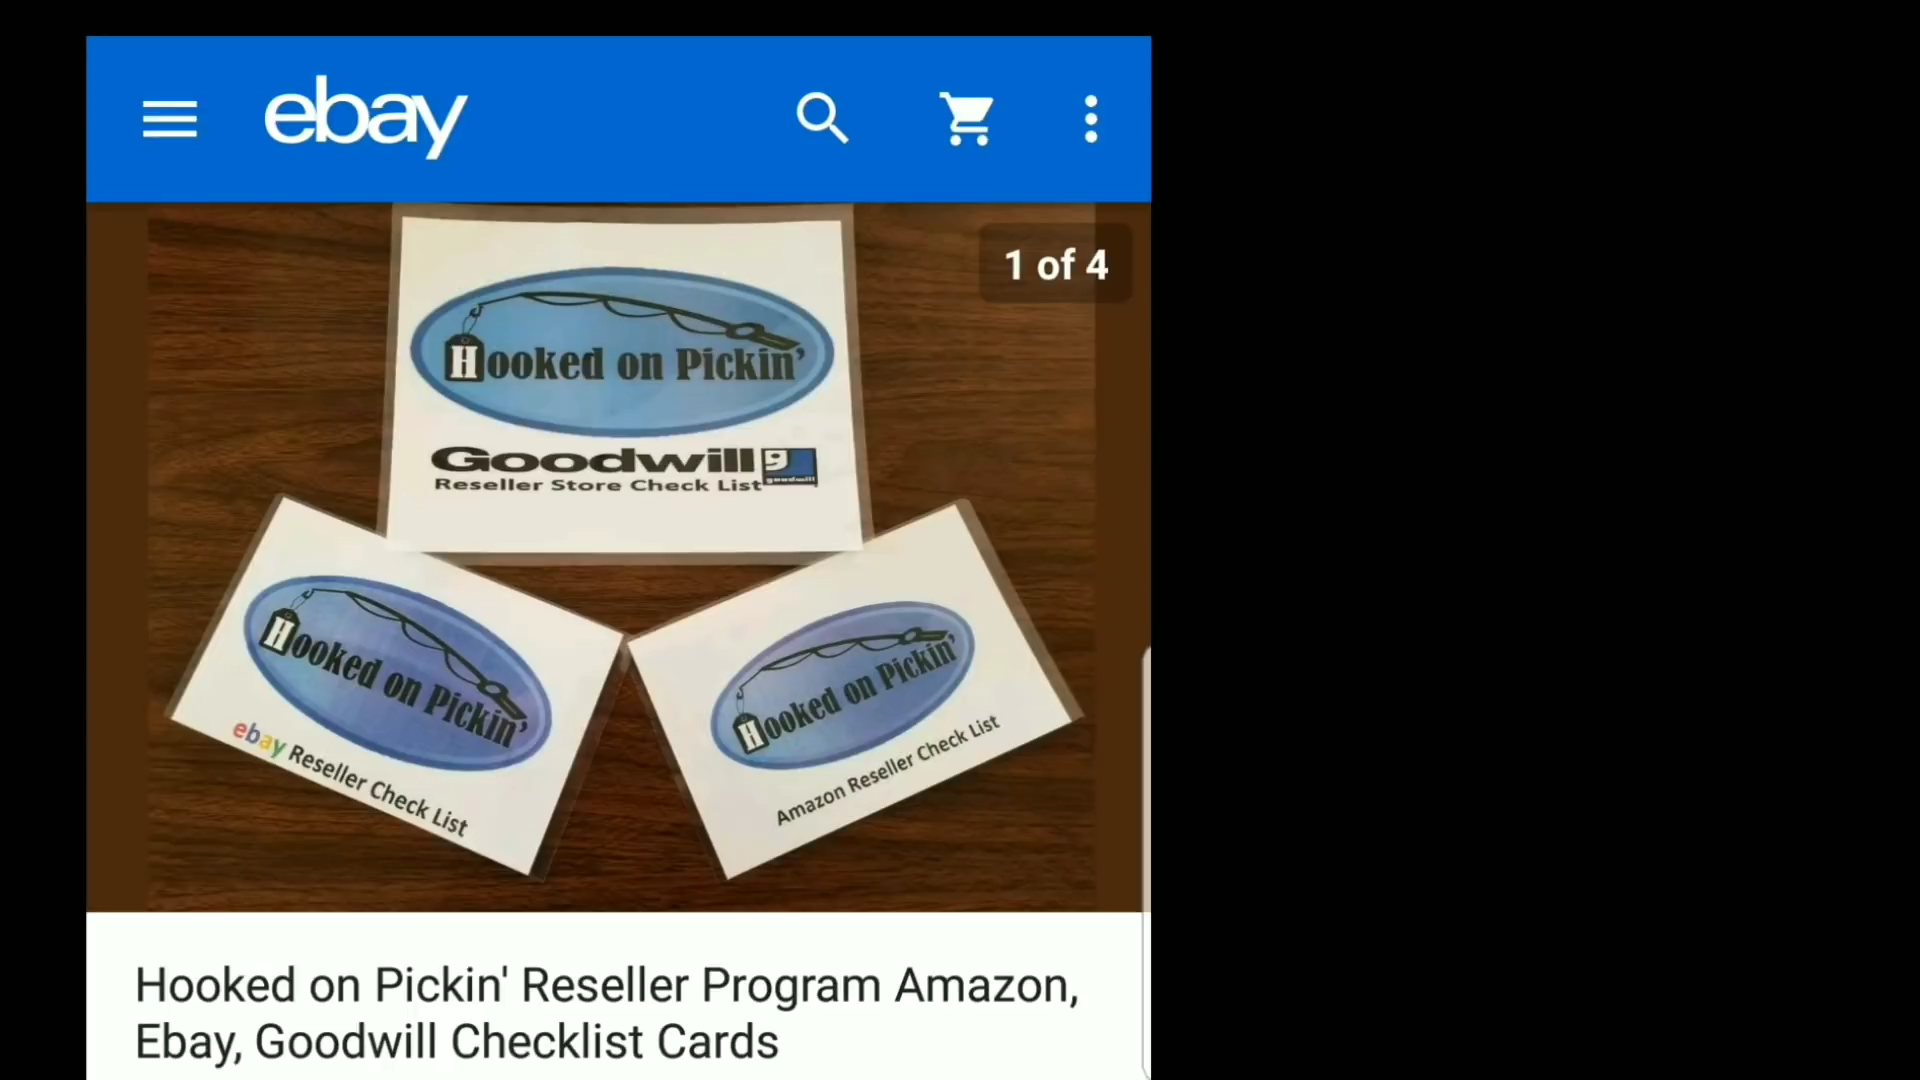 ebay
1 of 4
Hooked on Pickin'
Goodwill
g
goodwill
Reseller Store Check List
Hooked on Pickin'
ebay Reseller Check List
Hooked on Pickin'
Amazon Reseller Check List
Hooked on Pickin' Reseller Program Amazon,
Ebay, Goodwill Checklist Cards